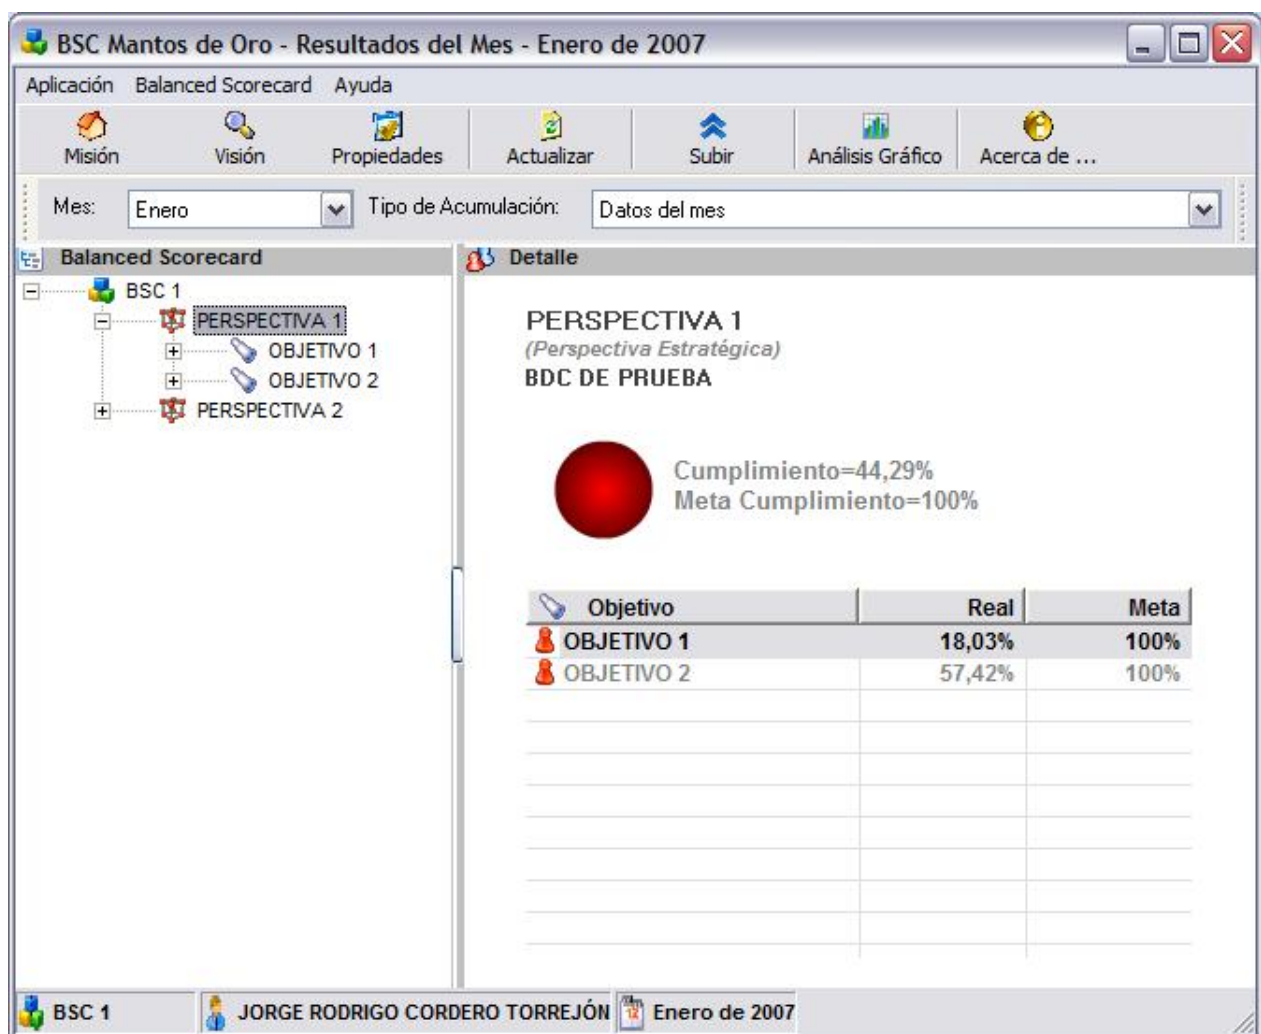 BSC Mantos de Oro - Resultados del Mes - Enero de 2007
Aplicación Balanced Scorecard Ayuda
Misión Visión Propiedades Actualizar Subir Análisis Gráfico Acerca de ...
Mes: Enero Tipo de Acumulación: Datos del mes
Balanced Scorecard
BSC 1
PERSPECTIVA 1
OBJETIVO 1
OBJETIVO 2
PERSPECTIVA 2
Detalle
PERSPECTIVA 1
(Perspectiva Estratégica)
BDC DE PRUEBA
Cumplimiento=44,29%
Meta Cumplimiento=100%
Objetivo Real Meta
OBJETIVO 1 18,03% 100%
OBJETIVO 2 57,42% 100%
BSC 1 JORGE RODRIGO CORDERO TORREJÓN 12 Enero de 2007